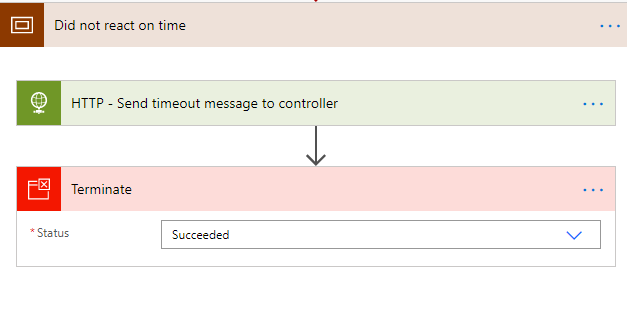 Did not react on time
HTTP - Send timeout message to controller
Terminate
* Status
Succeeded